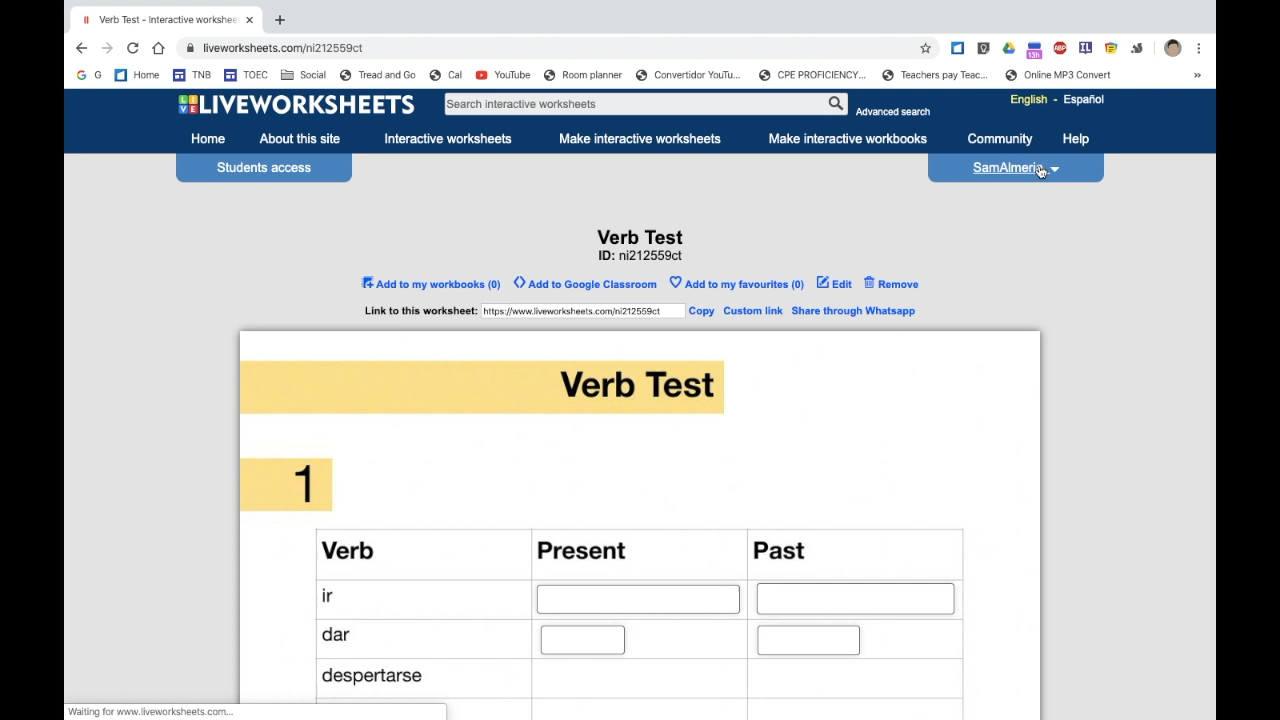 Verb Test - Interactive workshee
liveworksheets.com/ni212559ct
13h ABP IL
G Home TNB TOEC Social Tread and Go Cal YouTube Room planner Convertidor YouTu... CPE PROFICIENCY... Teachers pay Teac... Online MP3 Convert »
LIVE LIVEWORKSHEETS Search interactive worksheets Advanced search English - Español
Home About this site Interactive worksheets Make interactive worksheets Make interactive workbooks Community Help
Students access SamAlmeria
Verb Test
ID: ni212559ct
Add to my workbooks (0) Add to Google Classroom Add to my favourites (0) Edit Remove
Link to this worksheet: https://www.liveworksheets.com/ni212559ct Copy Custom link Share through Whatsapp
Verb Test
1
Verb Present Past
ir
dar
despertarse
Waiting for www.liveworksheets.com...